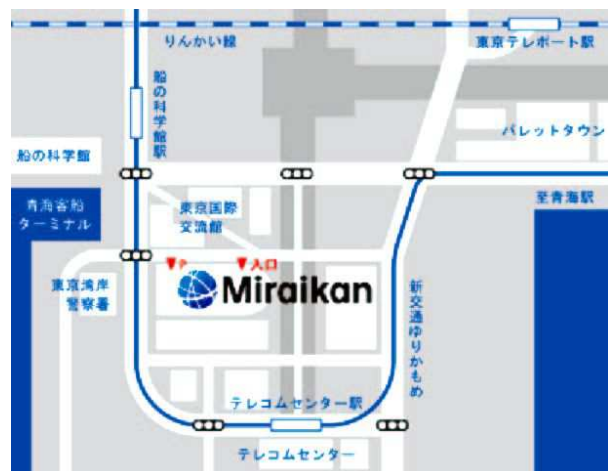 りんかい線
東京テレポート駅
船の科学館駅
パレットタウン
船の科学館
至青海駅
青海客船
ターミナル
東京国際
交流館
P
入口
Miraikan
東京湾岸
警察署
新交通ゆりかもめ
テレコムセンター駅
テレコムセンター